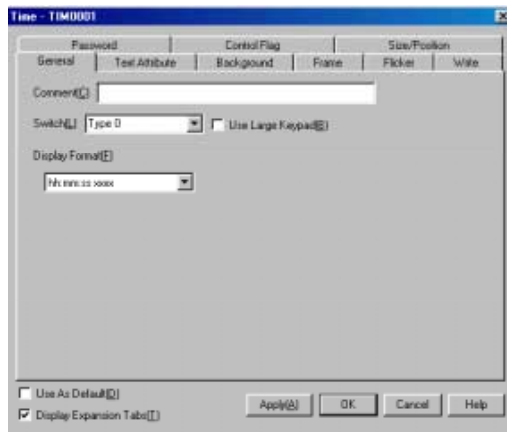 Time - TIM0001
Password Control Flag Size/Position
General Text Attribute Background Frame Flicker Write
Comment(C)
Switch(L) Type 0 Use Large Keypad(E)
Display Format(F)
hh:mm:ss xxxx
Use As Default(D)
Display Expansion Tabs(T)
Apply(A) OK Cancel Help